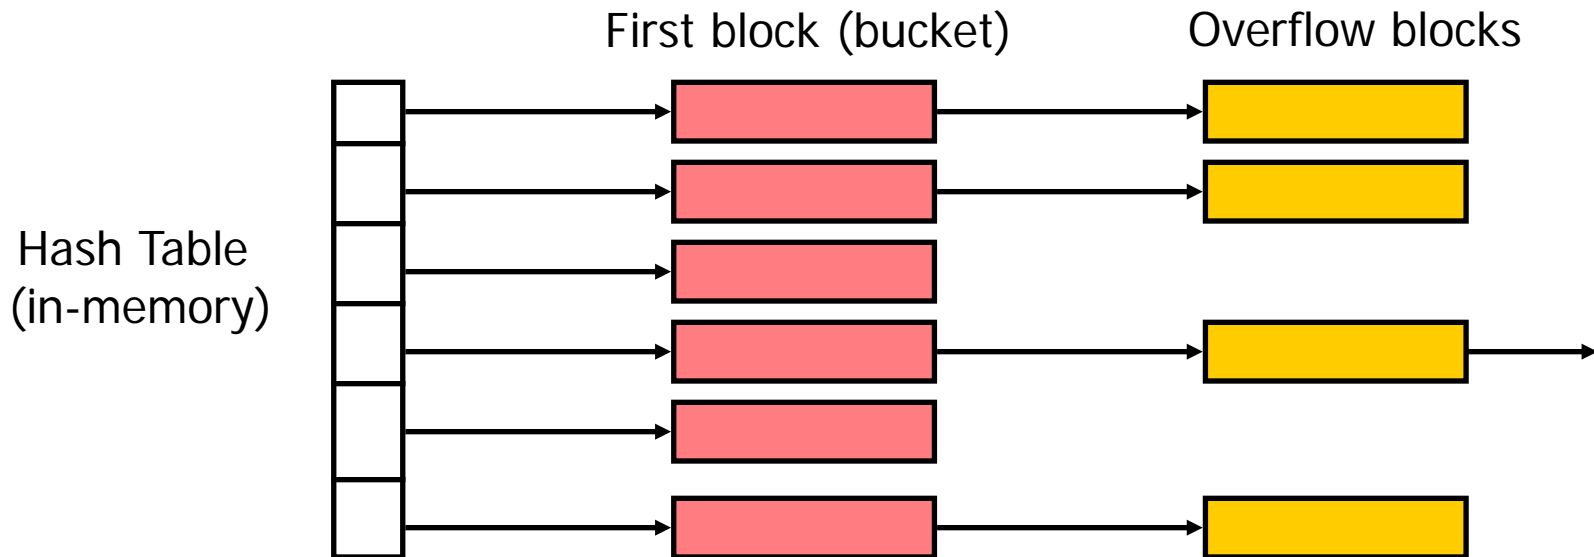 First block (bucket)
Overflow blocks
Hash Table
(in-memory)